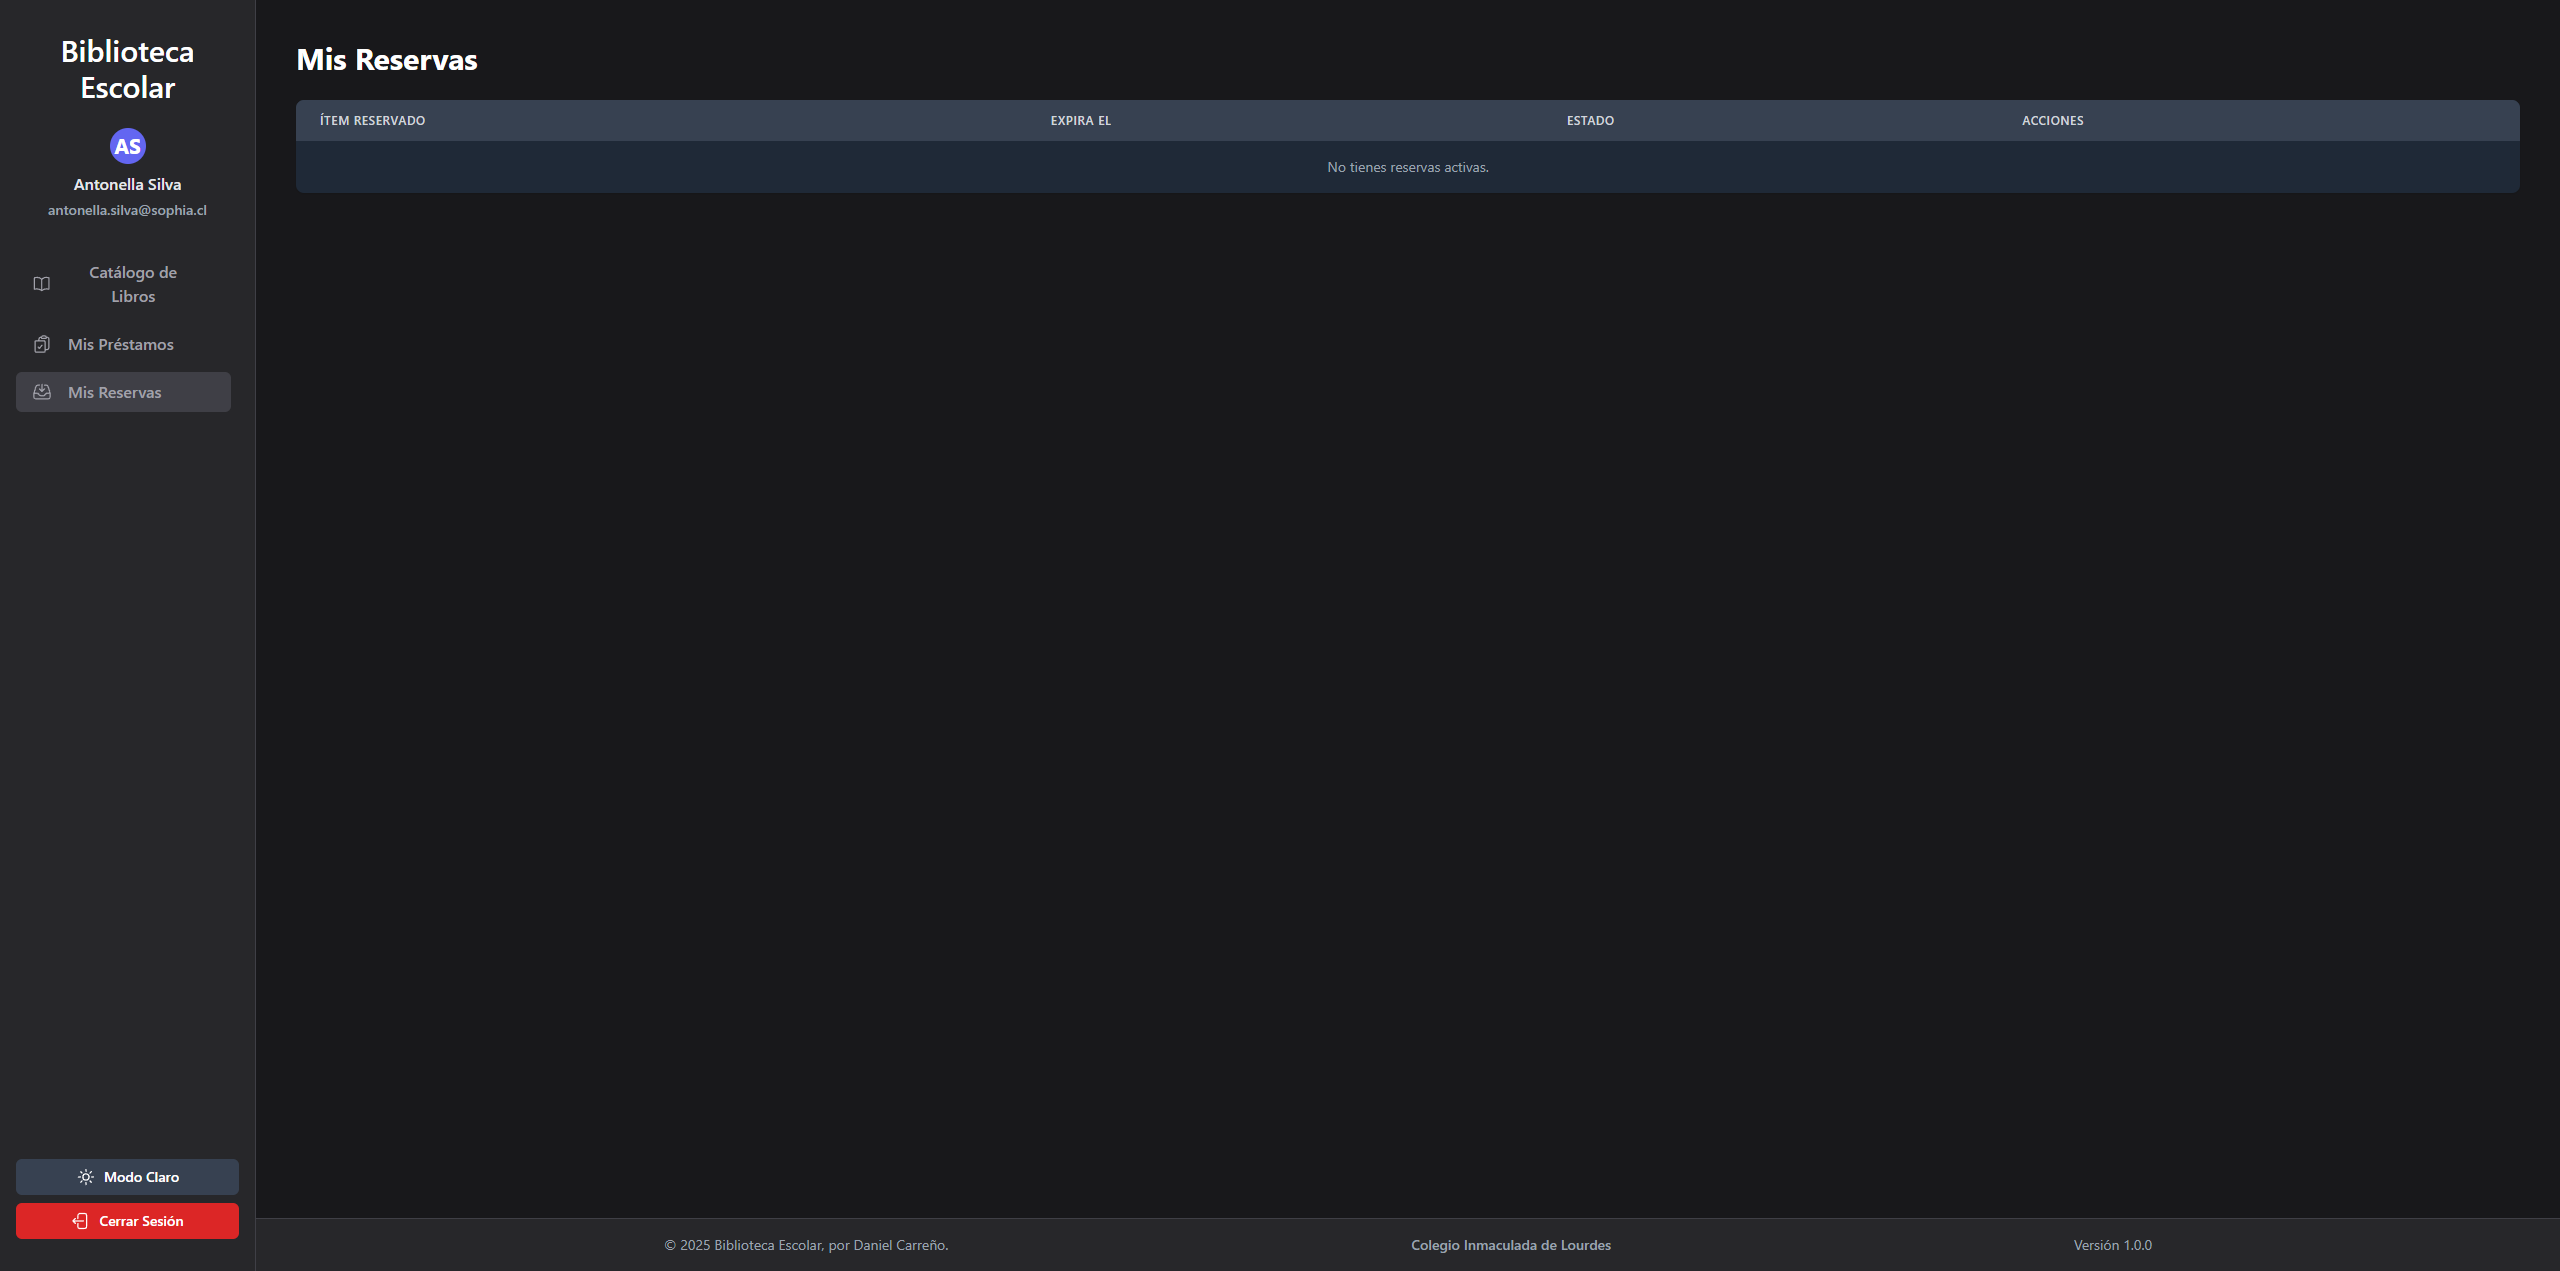 Biblioteca
Escolar
AS
Antonella Silva
antonella.silva@sophia.cl
Catálogo de
Libros
Mis Préstamos
Mis Reservas
Modo Claro
Cerrar Sesión
Mis Reservas
ÍTEM RESERVADO EXPIRA EL ESTADO ACCIONES
No tienes reservas activas.
© 2025 Biblioteca Escolar, por Daniel Carreño. Colegio Inmaculada de Lourdes Versión 1.0.0